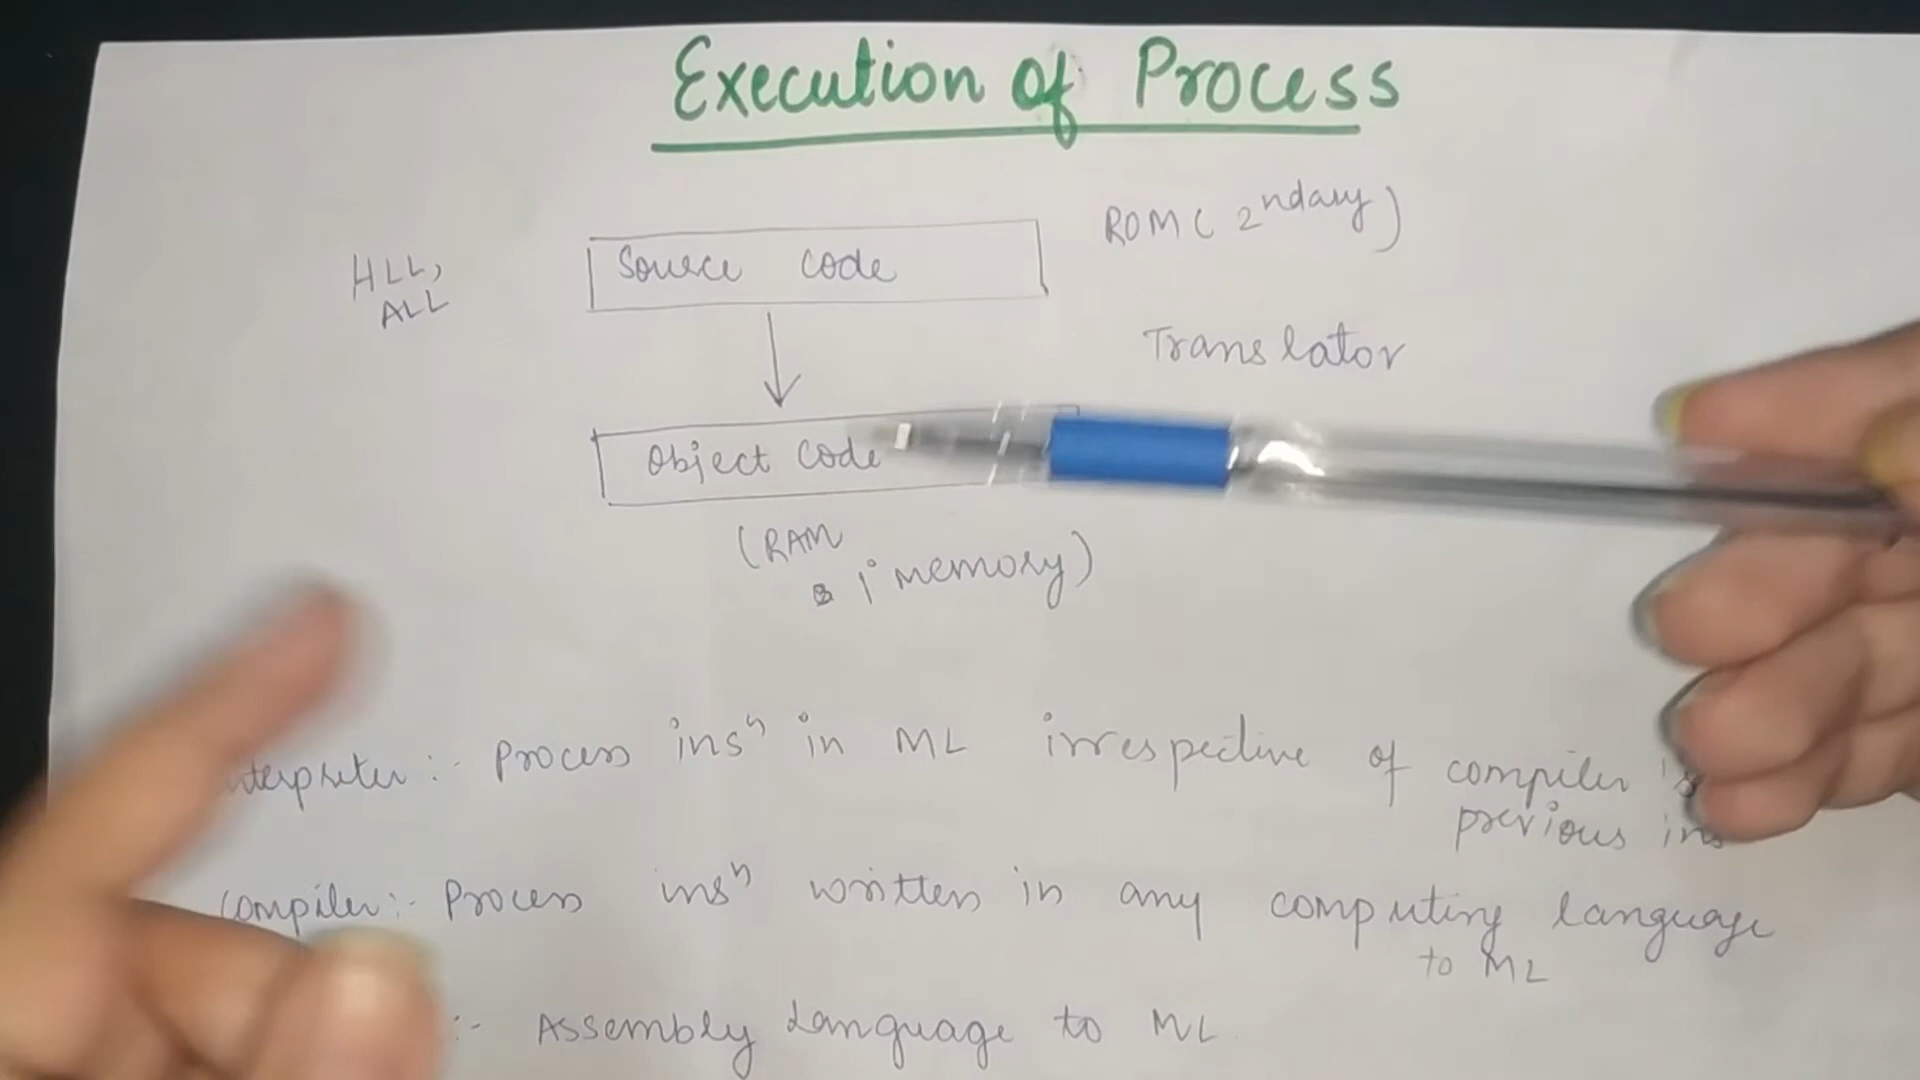 Execution of Process
ROM ( 2ndary )
HLL,
ALL
Source code
Translator
Object code
(RAM
1° memory)
nterpreter :- Process insⁿ in ML irrespective of compiler's
previous ins
Compiler :- Process insⁿ written in any computing language
to ML
:- Assembly Language to ML